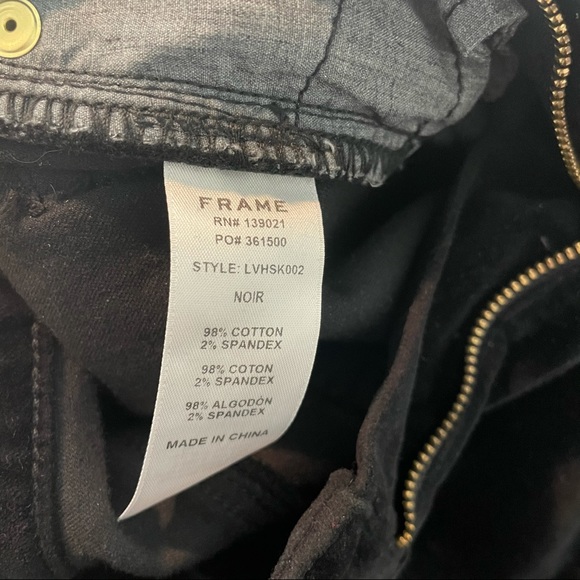 FRAME
RN# 139021
PO# 361500
STYLE: LVHSK002
NOIR
98% COTTON
2% SPANDEX
98% COTON
2% SPANDEX
98% ALGODÓN
2% SPANDEX
MADE IN CHINA